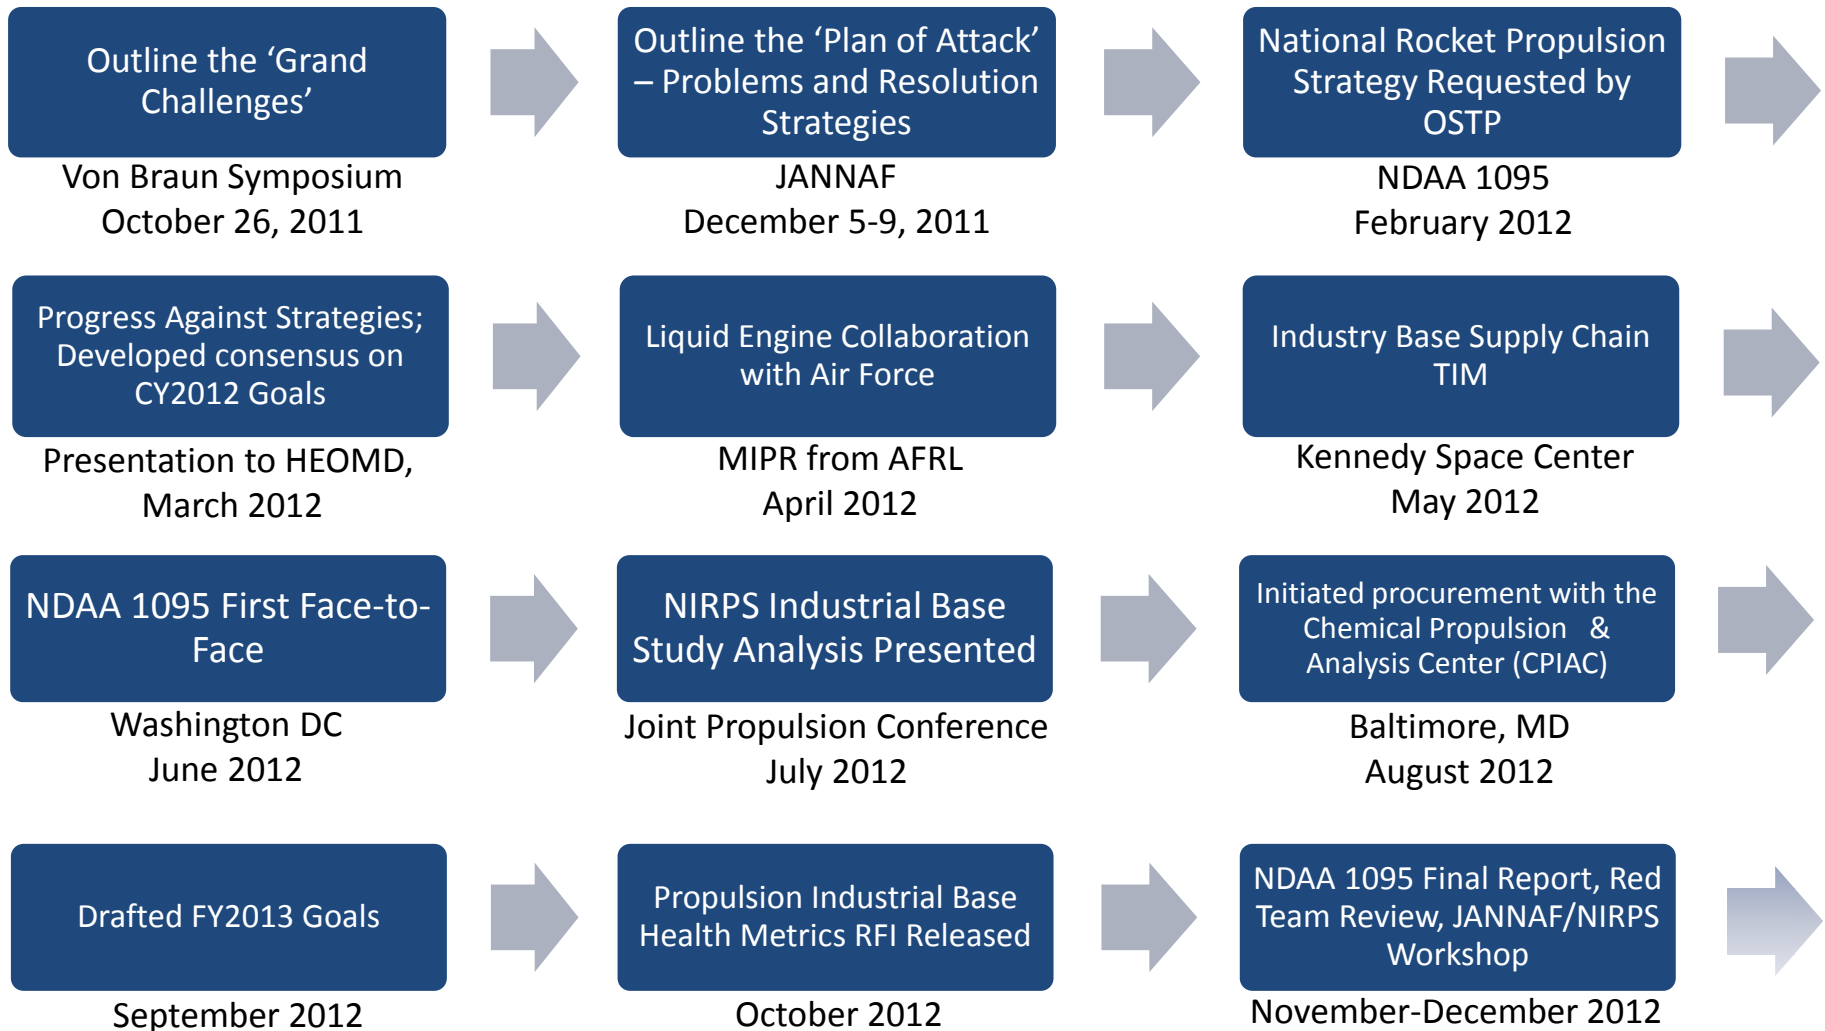 Outline the ‘Grand
Challenges’
Von Braun Symposium
October 26, 2011
Outline the ‘Plan of Attack’
– Problems and Resolution
Strategies
JANNAF
December 5-9, 2011
National Rocket Propulsion
Strategy Requested by
OSTP
NDAA 1095
February 2012
Progress Against Strategies;
Developed consensus on
CY2012 Goals
Presentation to HEOMD,
March 2012
Liquid Engine Collaboration
with Air Force
MIPR from AFRL
April 2012
Industry Base Supply Chain
TIM
Kennedy Space Center
May 2012
NDAA 1095 First Face-to-
Face
Washington DC
June 2012
NIRPS Industrial Base
Study Analysis Presented
Joint Propulsion Conference
July 2012
Initiated procurement with the
Chemical Propulsion &
Analysis Center (CPIAC)
Baltimore, MD
August 2012
Drafted FY2013 Goals
September 2012
Propulsion Industrial Base
Health Metrics RFI Released
October 2012
NDAA 1095 Final Report, Red
Team Review, JANNAF/NIRPS
Workshop
November-December 2012